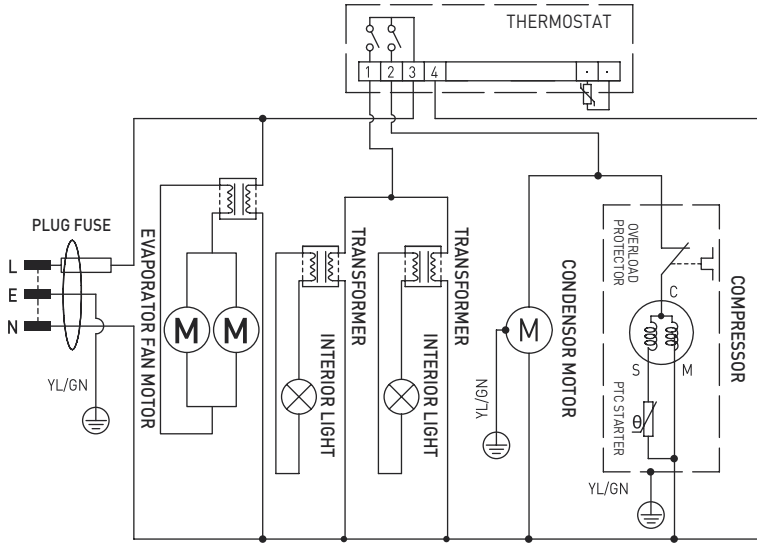 THERMOSTAT
1 2 3 4
PLUG FUSE
L
E
N
YL/GN
EVAPORATOR FAN MOTOR
M M
TRANSFORMER
INTERIOR LIGHT
TRANSFORMER
INTERIOR LIGHT
M
YL/GN
CONDENSOR MOTOR
OVERLOAD
PROTECTOR
C
S M
PTC STARTER
θ
YL/GN
COMPRESSOR